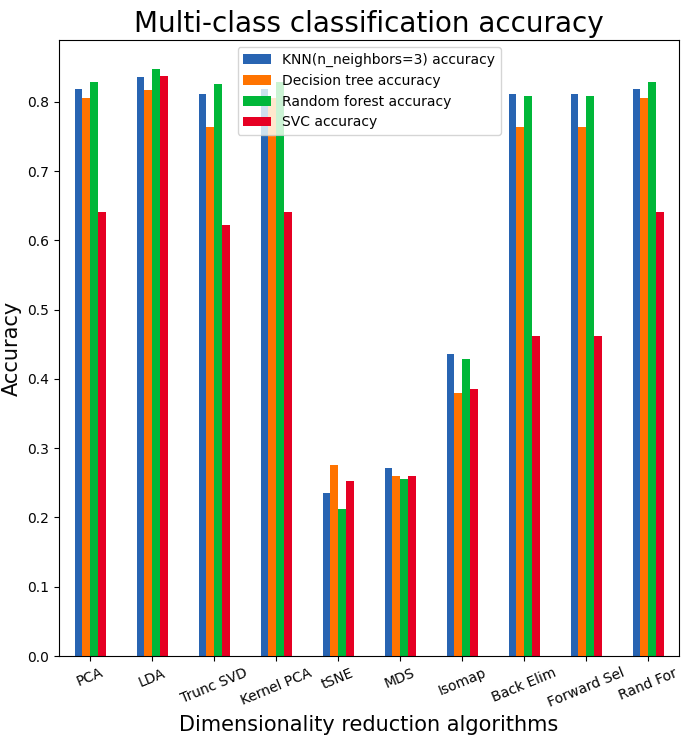 Multi-class classification accuracy
KNN(n_neighbors=3) accuracy
Decision tree accuracy
Random forest accuracy
SVC accuracy
Accuracy
0.8
0.7
0.6
0.5
0.4
0.3
0.2
0.1
0.0
PCA
LDA
Trunc SVD
Kernel PCA
tSNE
MDS
Isomap
Back Elim
Forward Sel
Rand For
Dimensionality reduction algorithms